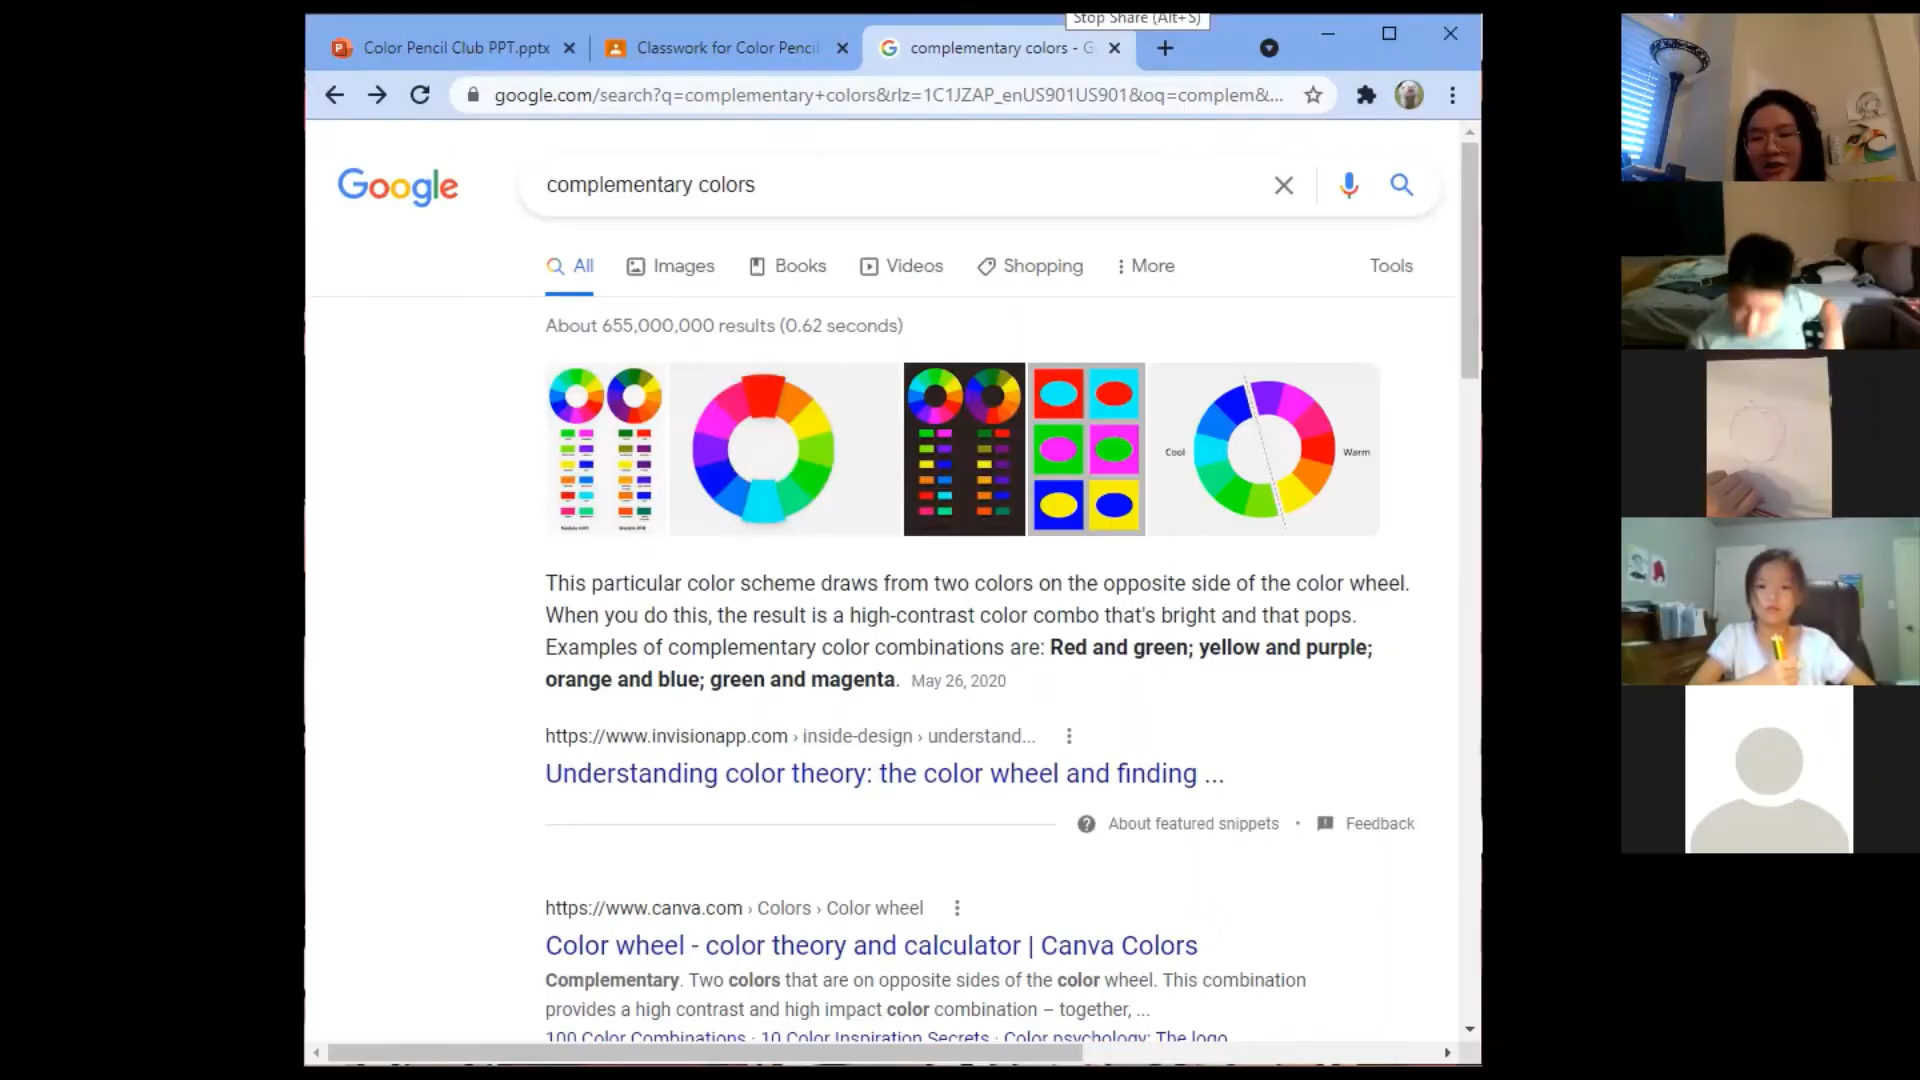 Stop Share (Alt+S)
Color Pencil Club PPT.pptx
Classwork for Color Pencil
complementary colors - G
google.com/search?q=complementary+colors&rlz=1C1JZAP_enUS901US901&oq=complem&...
Google
complementary colors
All
Images
Books
Videos
Shopping
More
Tools
About 655,000,000 results (0.62 seconds)
Cool
Warm
This particular color scheme draws from two colors on the opposite side of the color wheel.
When you do this, the result is a high-contrast color combo that's bright and that pops.
Examples of complementary color combinations are: Red and green; yellow and purple;
orange and blue; green and magenta. May 26, 2020
https://www.invisionapp.com › inside-design › understand...
Understanding color theory: the color wheel and finding ...
About featured snippets • Feedback
https://www.canva.com › Colors › Color wheel
Color wheel - color theory and calculator | Canva Colors
Complementary. Two colors that are on opposite sides of the color wheel. This combination
provides a high contrast and high impact color combination – together, ...
100 Color Combinations · 10 Color Inspiration Secrets · Color psychology: The logo